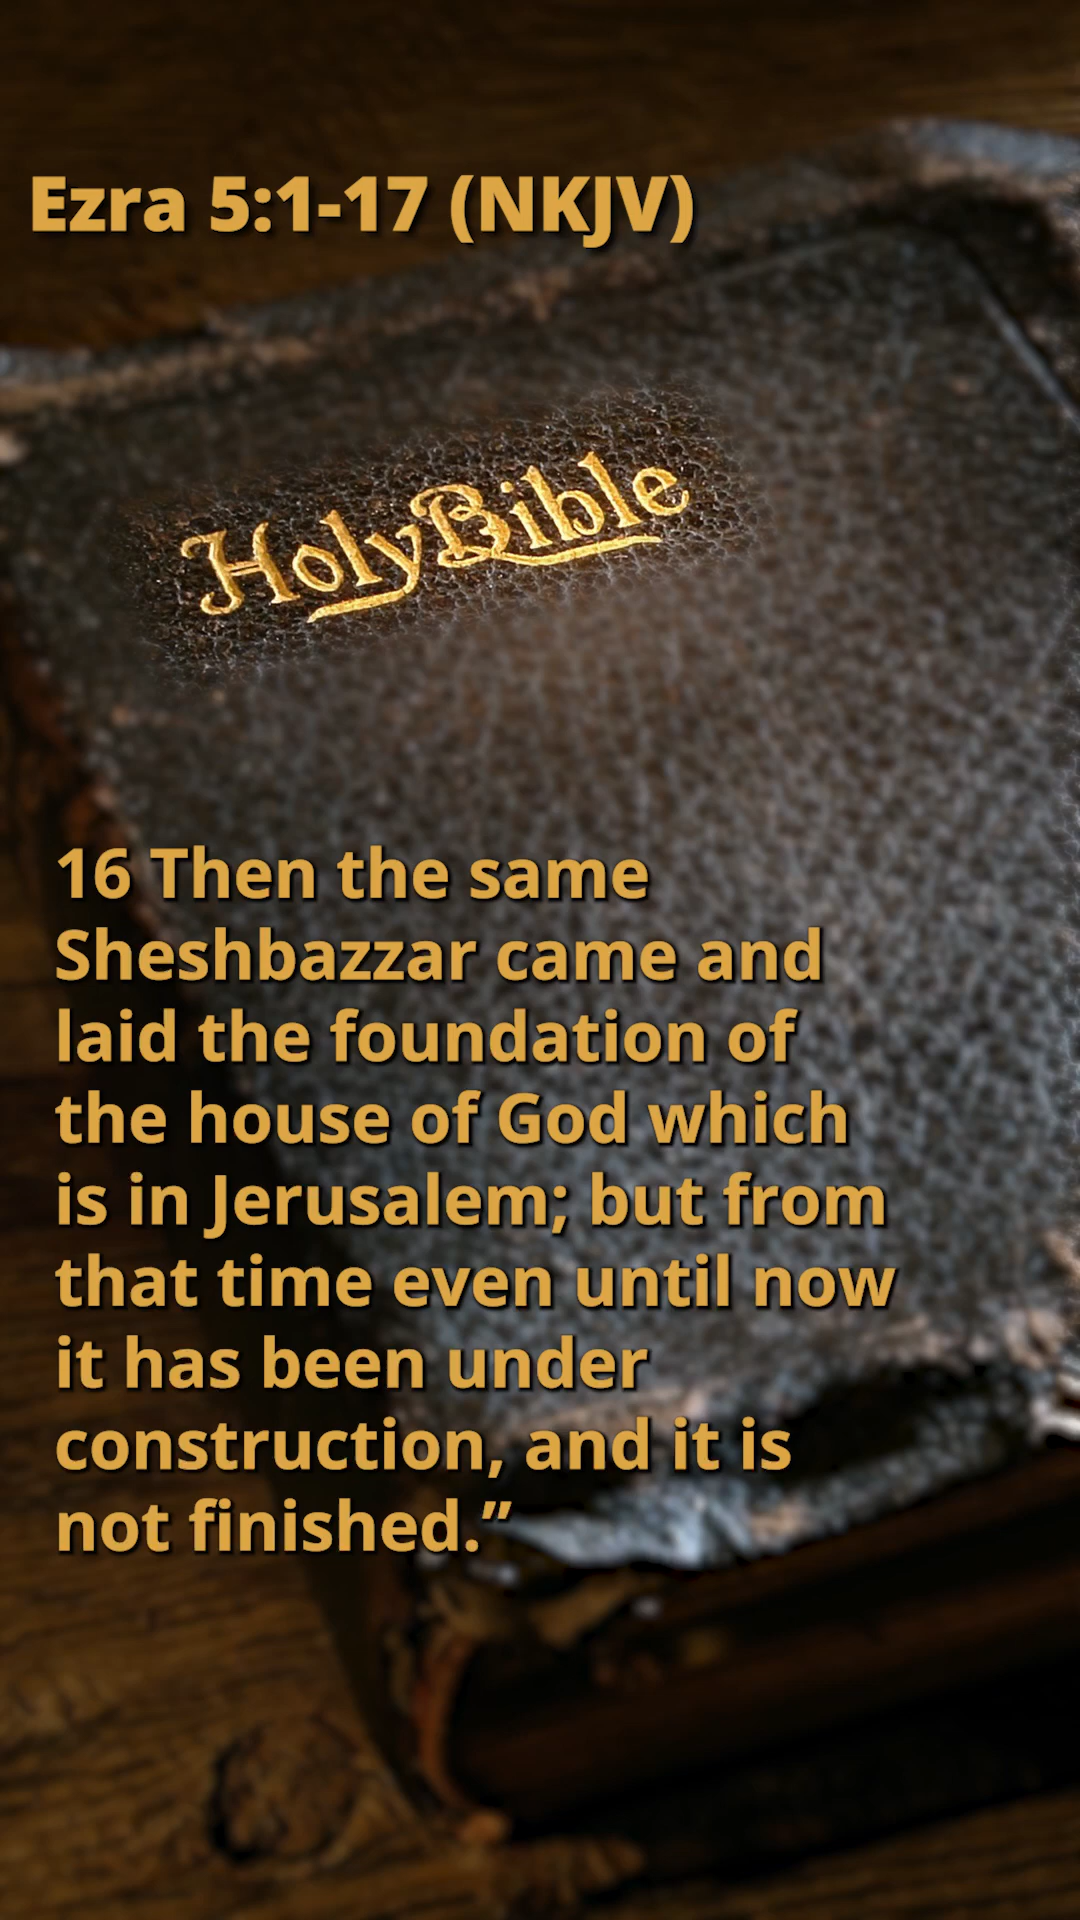 Ezra 5:1-17 (NKJV)
Holy Bible
16 Then the same
Sheshbazzar came and
laid the foundation of
the house of God which
is in Jerusalem; but from
that time even until now
it has been under
construction, and it is
not finished.”